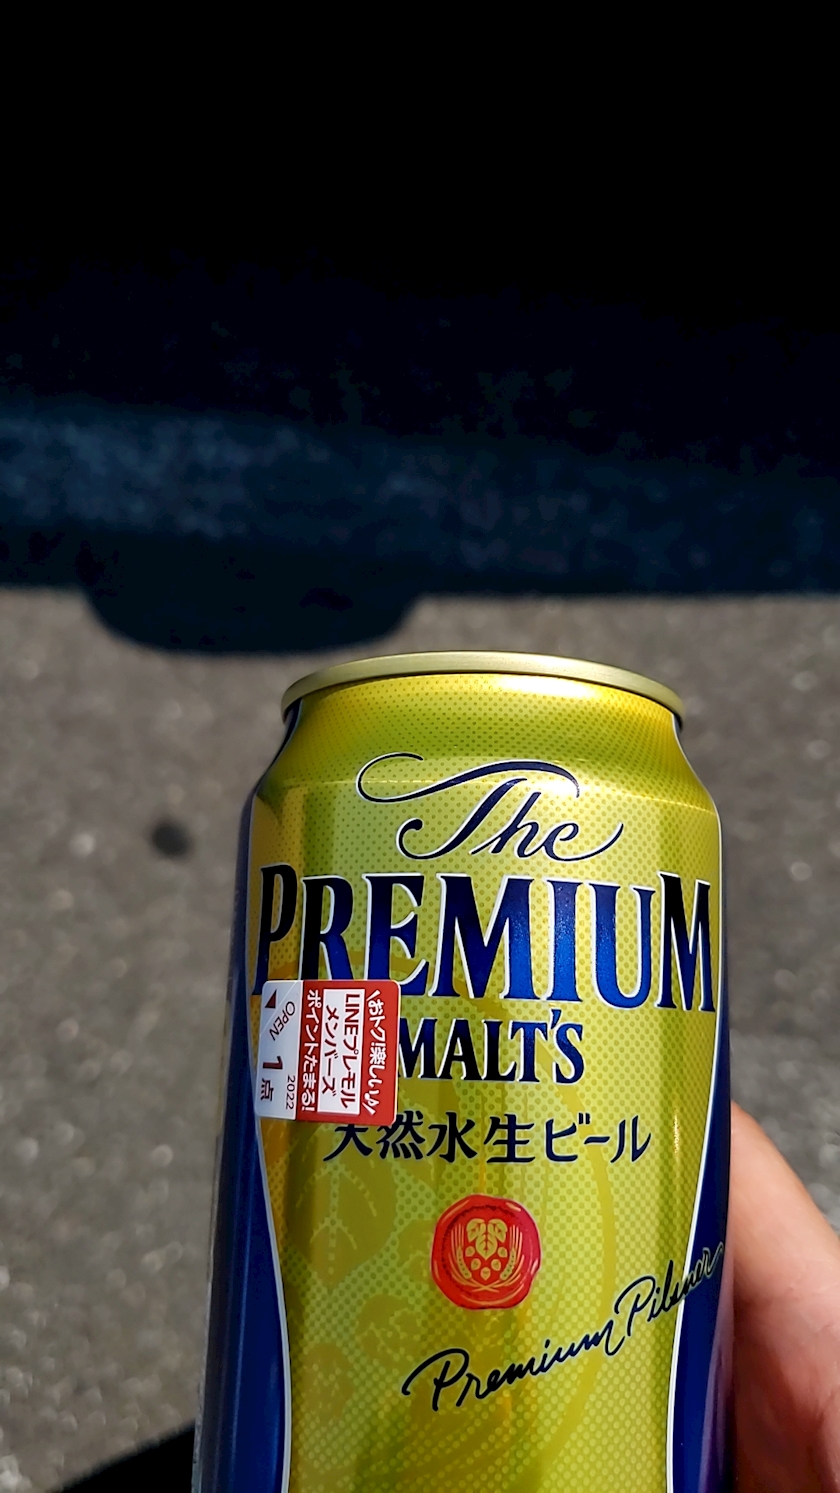 The
PREMIUM
MALT'S
天然水生ビール
Premium Pilsner
\おトク!楽しい♪/
LINEプレモル
メンバーズ
ポイントたまる!
2022
OPEN 1点